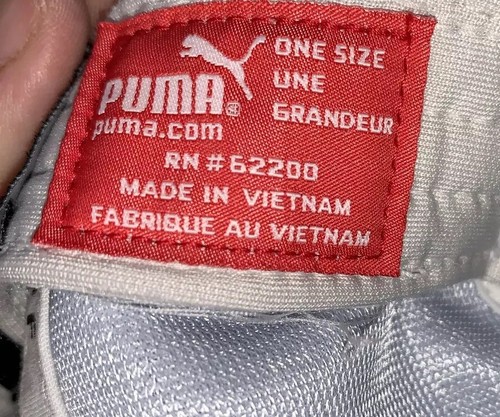 PUMA®
puma.com
ONE SIZE
UNE
GRANDEUR
RN # 62200
MADE IN VIETNAM
FABRIQUE AU VIETNAM